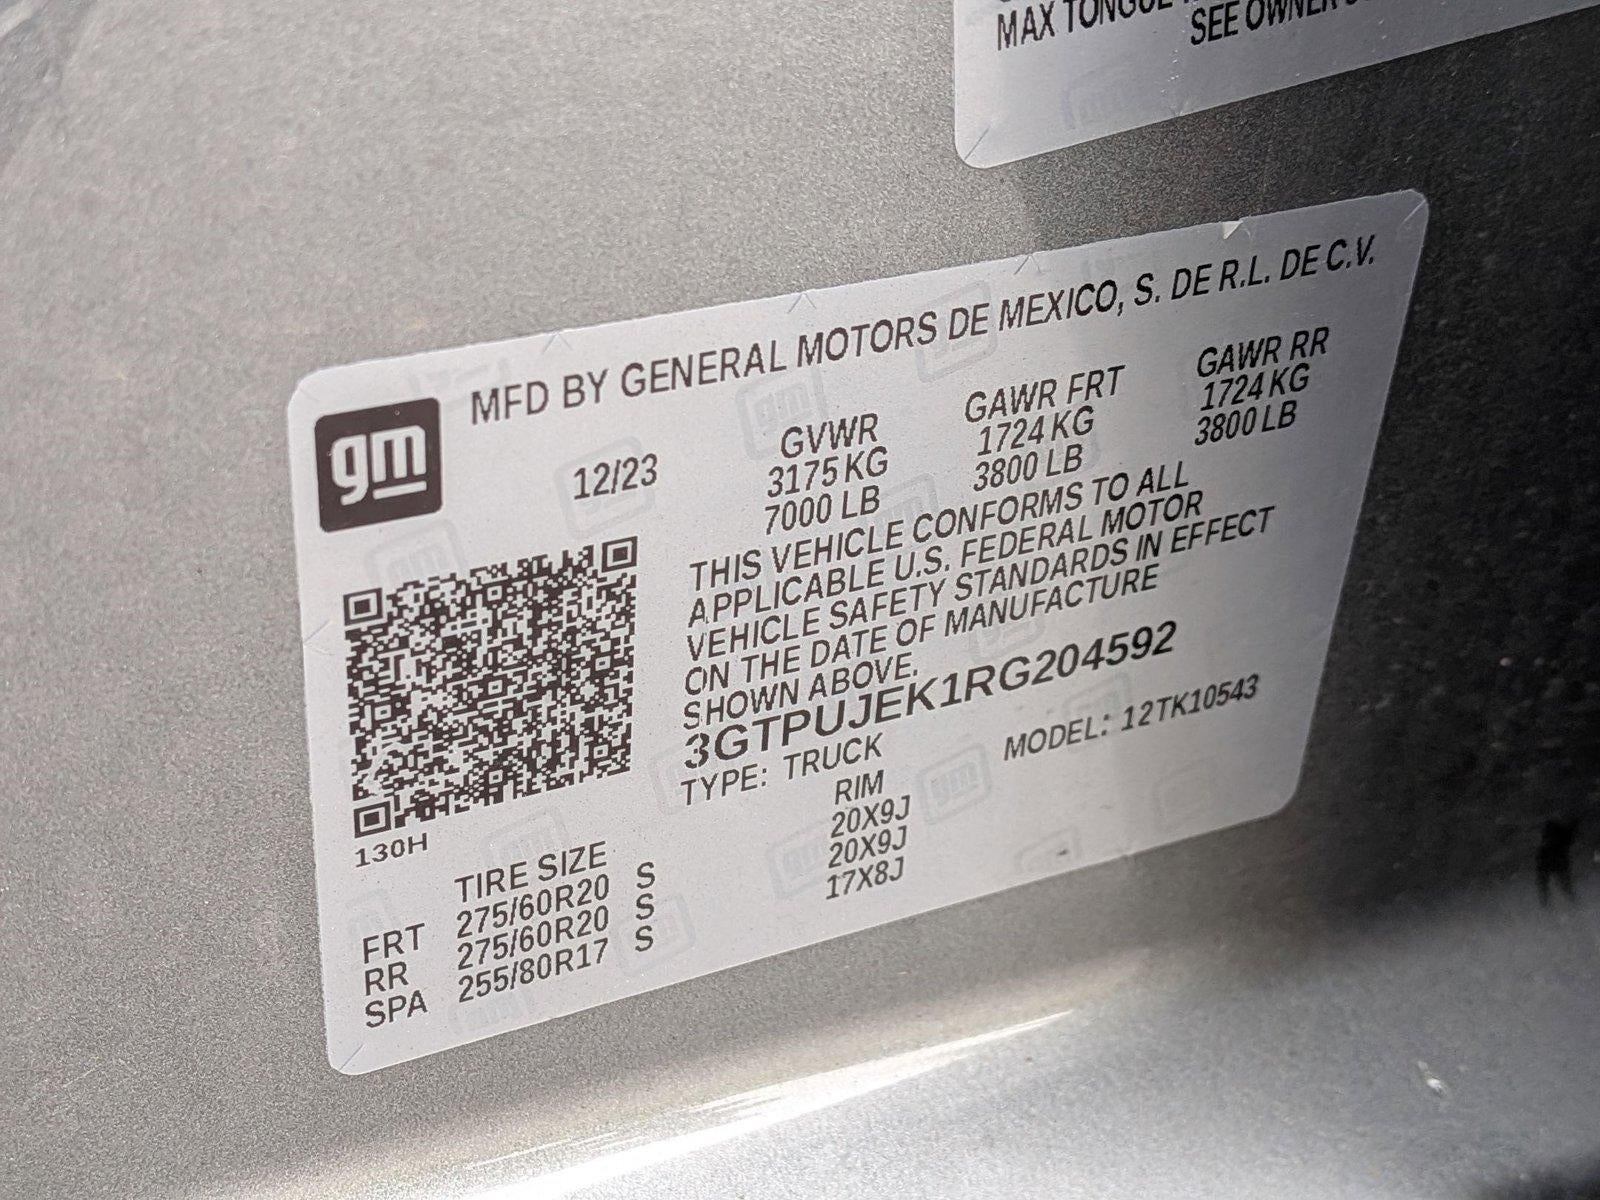 MAX TONGUE
SEE OWNER'S
MFD BY GENERAL MOTORS DE MEXICO, S. DE R.L. DE C.V.
gm
12/23
GVWR GAWR FRT GAWR RR
3175 KG 1724 KG 1724 KG
7000 LB 3800 LB 3800 LB
THIS VEHICLE CONFORMS TO ALL
APPLICABLE U.S. FEDERAL MOTOR
VEHICLE SAFETY STANDARDS IN EFFECT
ON THE DATE OF MANUFACTURE
SHOWN ABOVE.
3GTPUJEK1RG204592
TYPE: TRUCK MODEL: 12TK10543
130H
TIRE SIZE RIM
FRT 275/60R20 S 20X9J
RR 275/60R20 S 20X9J
SPA 255/80R17 S 17X8J